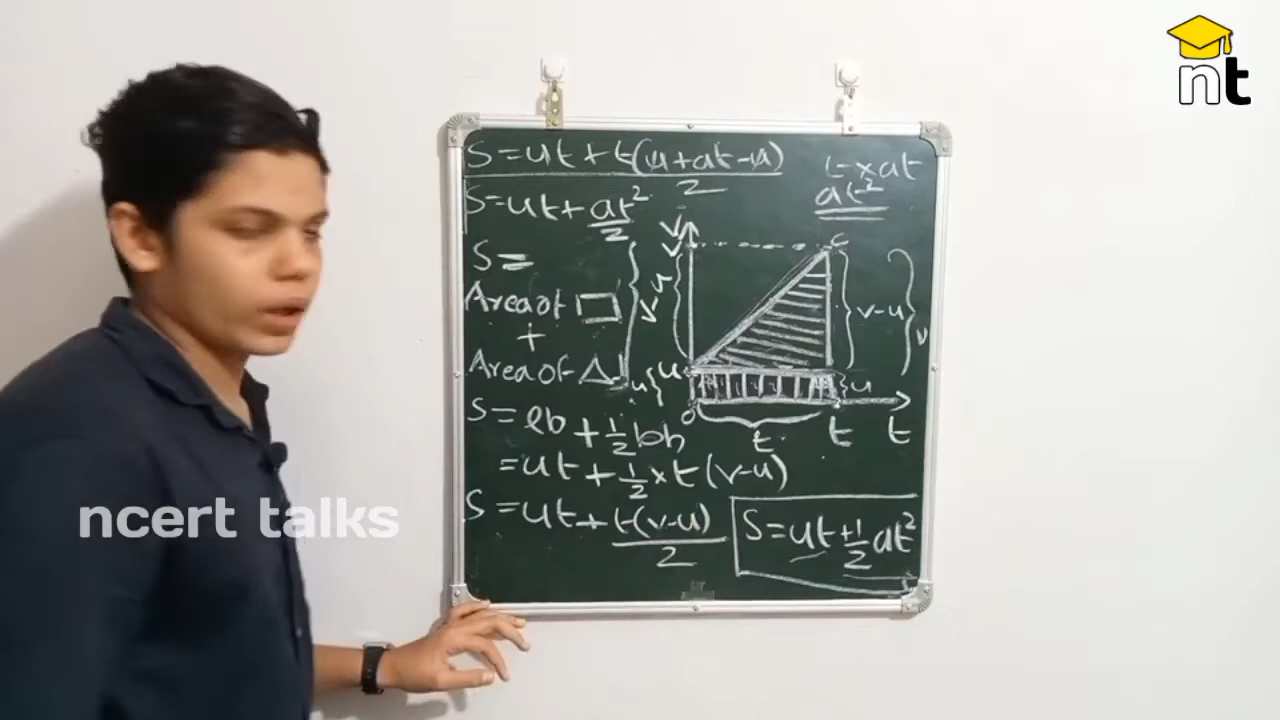 nt
S = ut + t(u+at-u)/2
t × at
at²
S = ut + at²/2
S =
Area of ▭
+
Area of △
V
V
C
v-u
v-u
v-u
v
u
u
u
O
t
t
t
S = lb + 1/2 bh
= ut + 1/2 × t (v-u)
S = ut + t(v-u)/2
S = ut + 1/2 at²
ncert talks